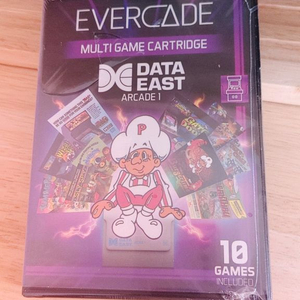 EVERCADE
MULTI GAME CARTRIDGE
DATA
EAST
ARCADE 1
P
10
GAMES
INCLUDED